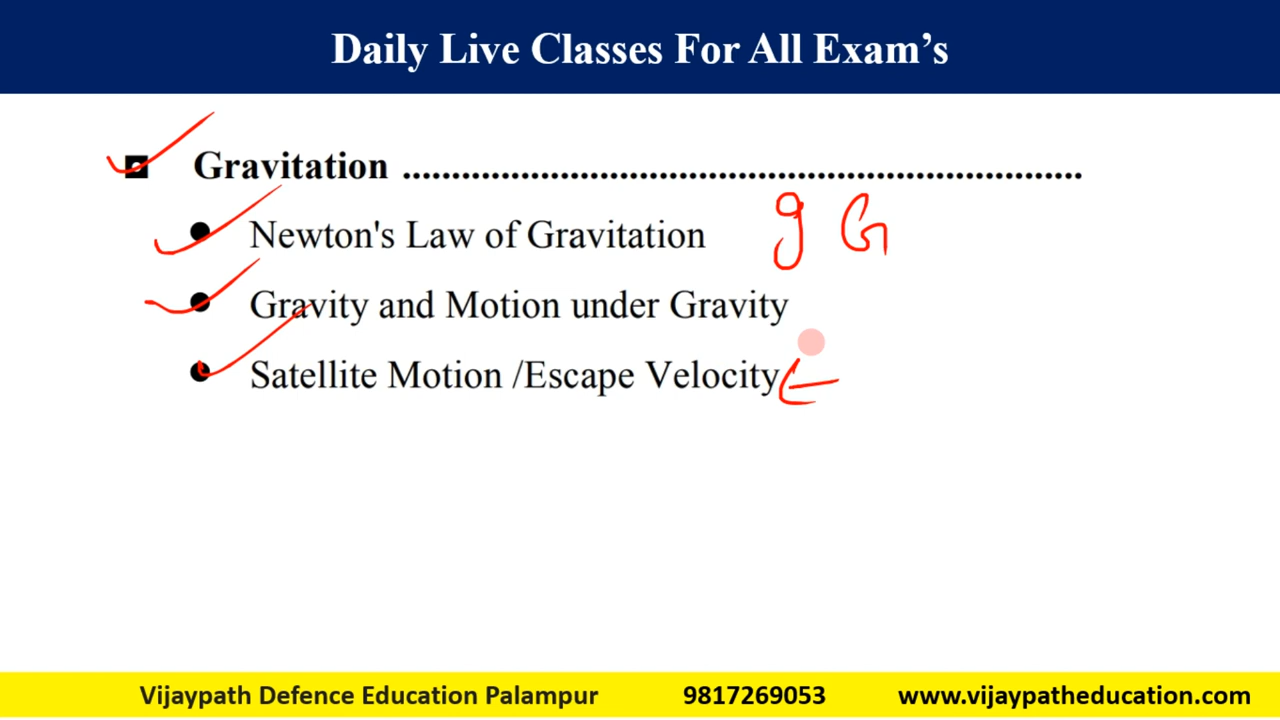 Daily Live Classes For All Exam’s
Gravitation ....................................................................
Newton's Law of Gravitation g G
Gravity and Motion under Gravity
Satellite Motion /Escape Velocity
Vijaypath Defence Education Palampur 9817269053 www.vijaypatheducation.com